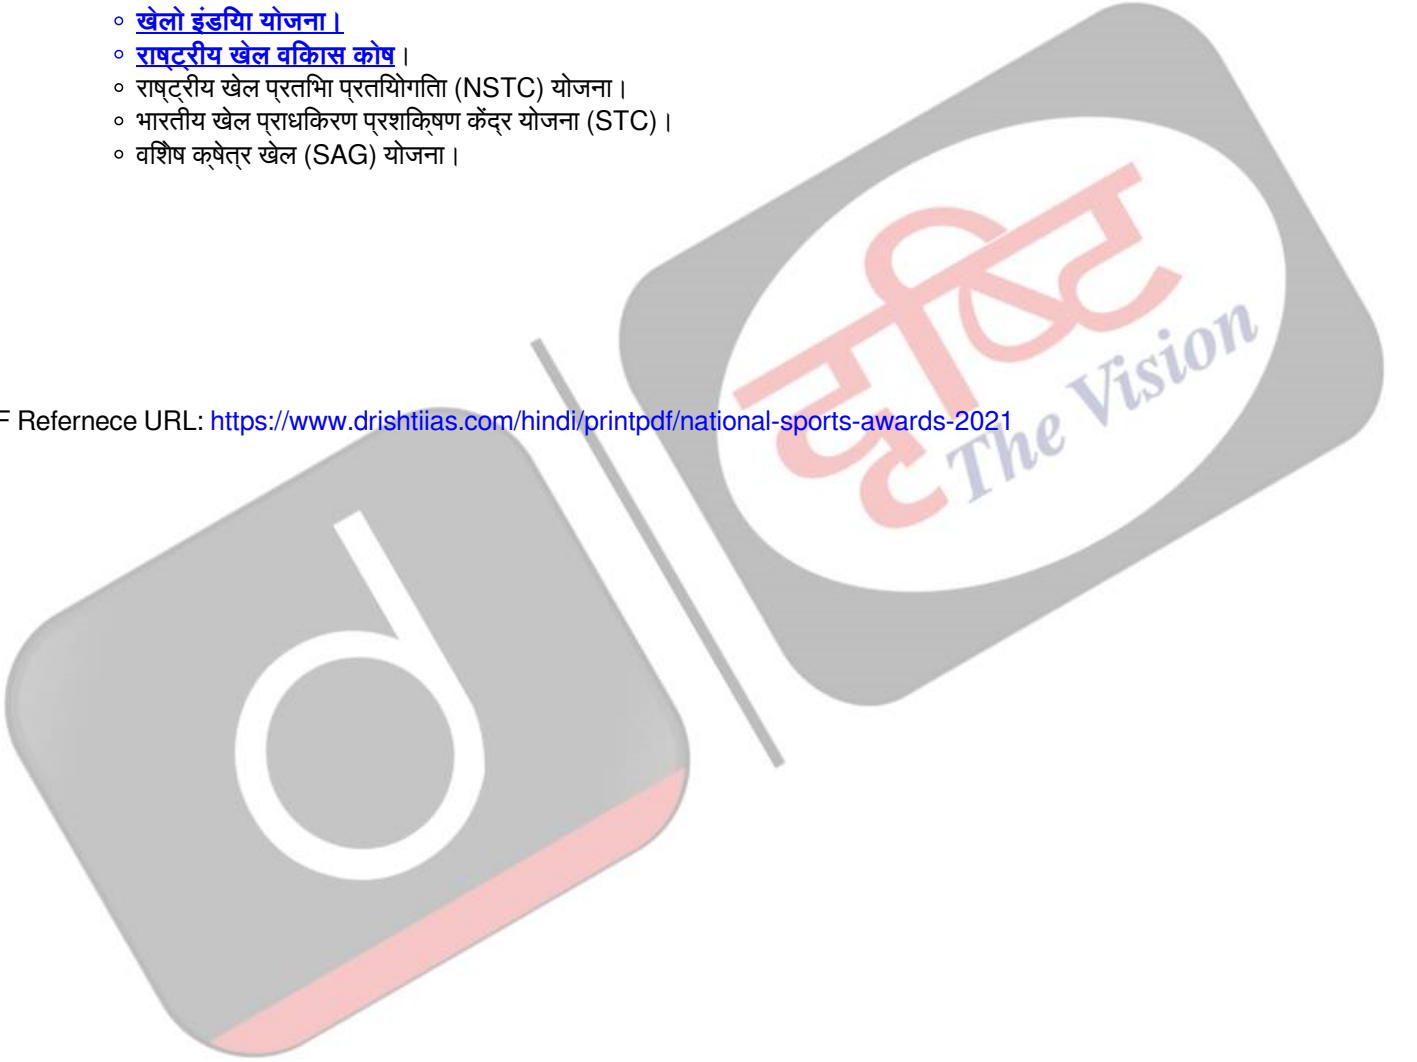 खेलो इंडिया योजना।
राष्ट्रीय खेल विकास कोष।
राष्ट्रीय खेल प्रतिभा प्रतियोगिता (NSTC) योजना।
भारतीय खेल प्राधिकरण प्रशिक्षण केंद्र योजना (STC)।
विशेष क्षेत्र खेल (SAG) योजना।
दृष्टि
The Vision
F Refernece URL: https://www.drishtiias.com/hindi/printpdf/national-sports-awards-2021
d